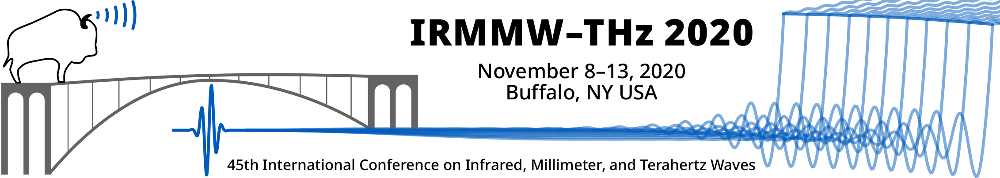 IRMMW–THz 2020
November 8–13, 2020
Buffalo, NY USA
45th International Conference on Infrared, Millimeter, and Terahertz Waves